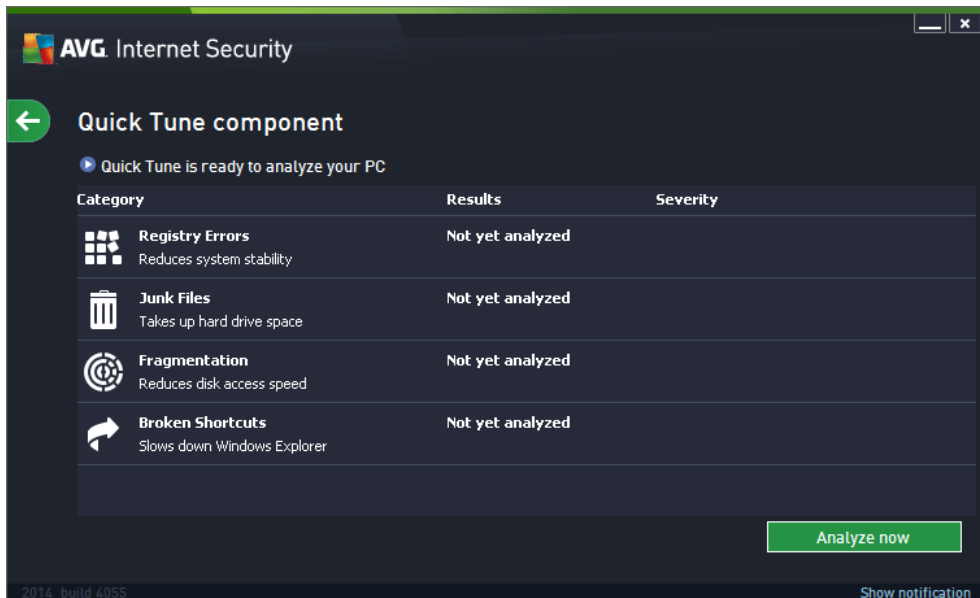 AVG. Internet Security
Quick Tune component
Quick Tune is ready to analyze your PC
Category Results Severity
Registry Errors Not yet analyzed
Reduces system stability
Junk Files Not yet analyzed
Takes up hard drive space
Fragmentation Not yet analyzed
Reduces disk access speed
Broken Shortcuts Not yet analyzed
Slows down Windows Explorer
Analyze now
2014 build 4055 Show notification